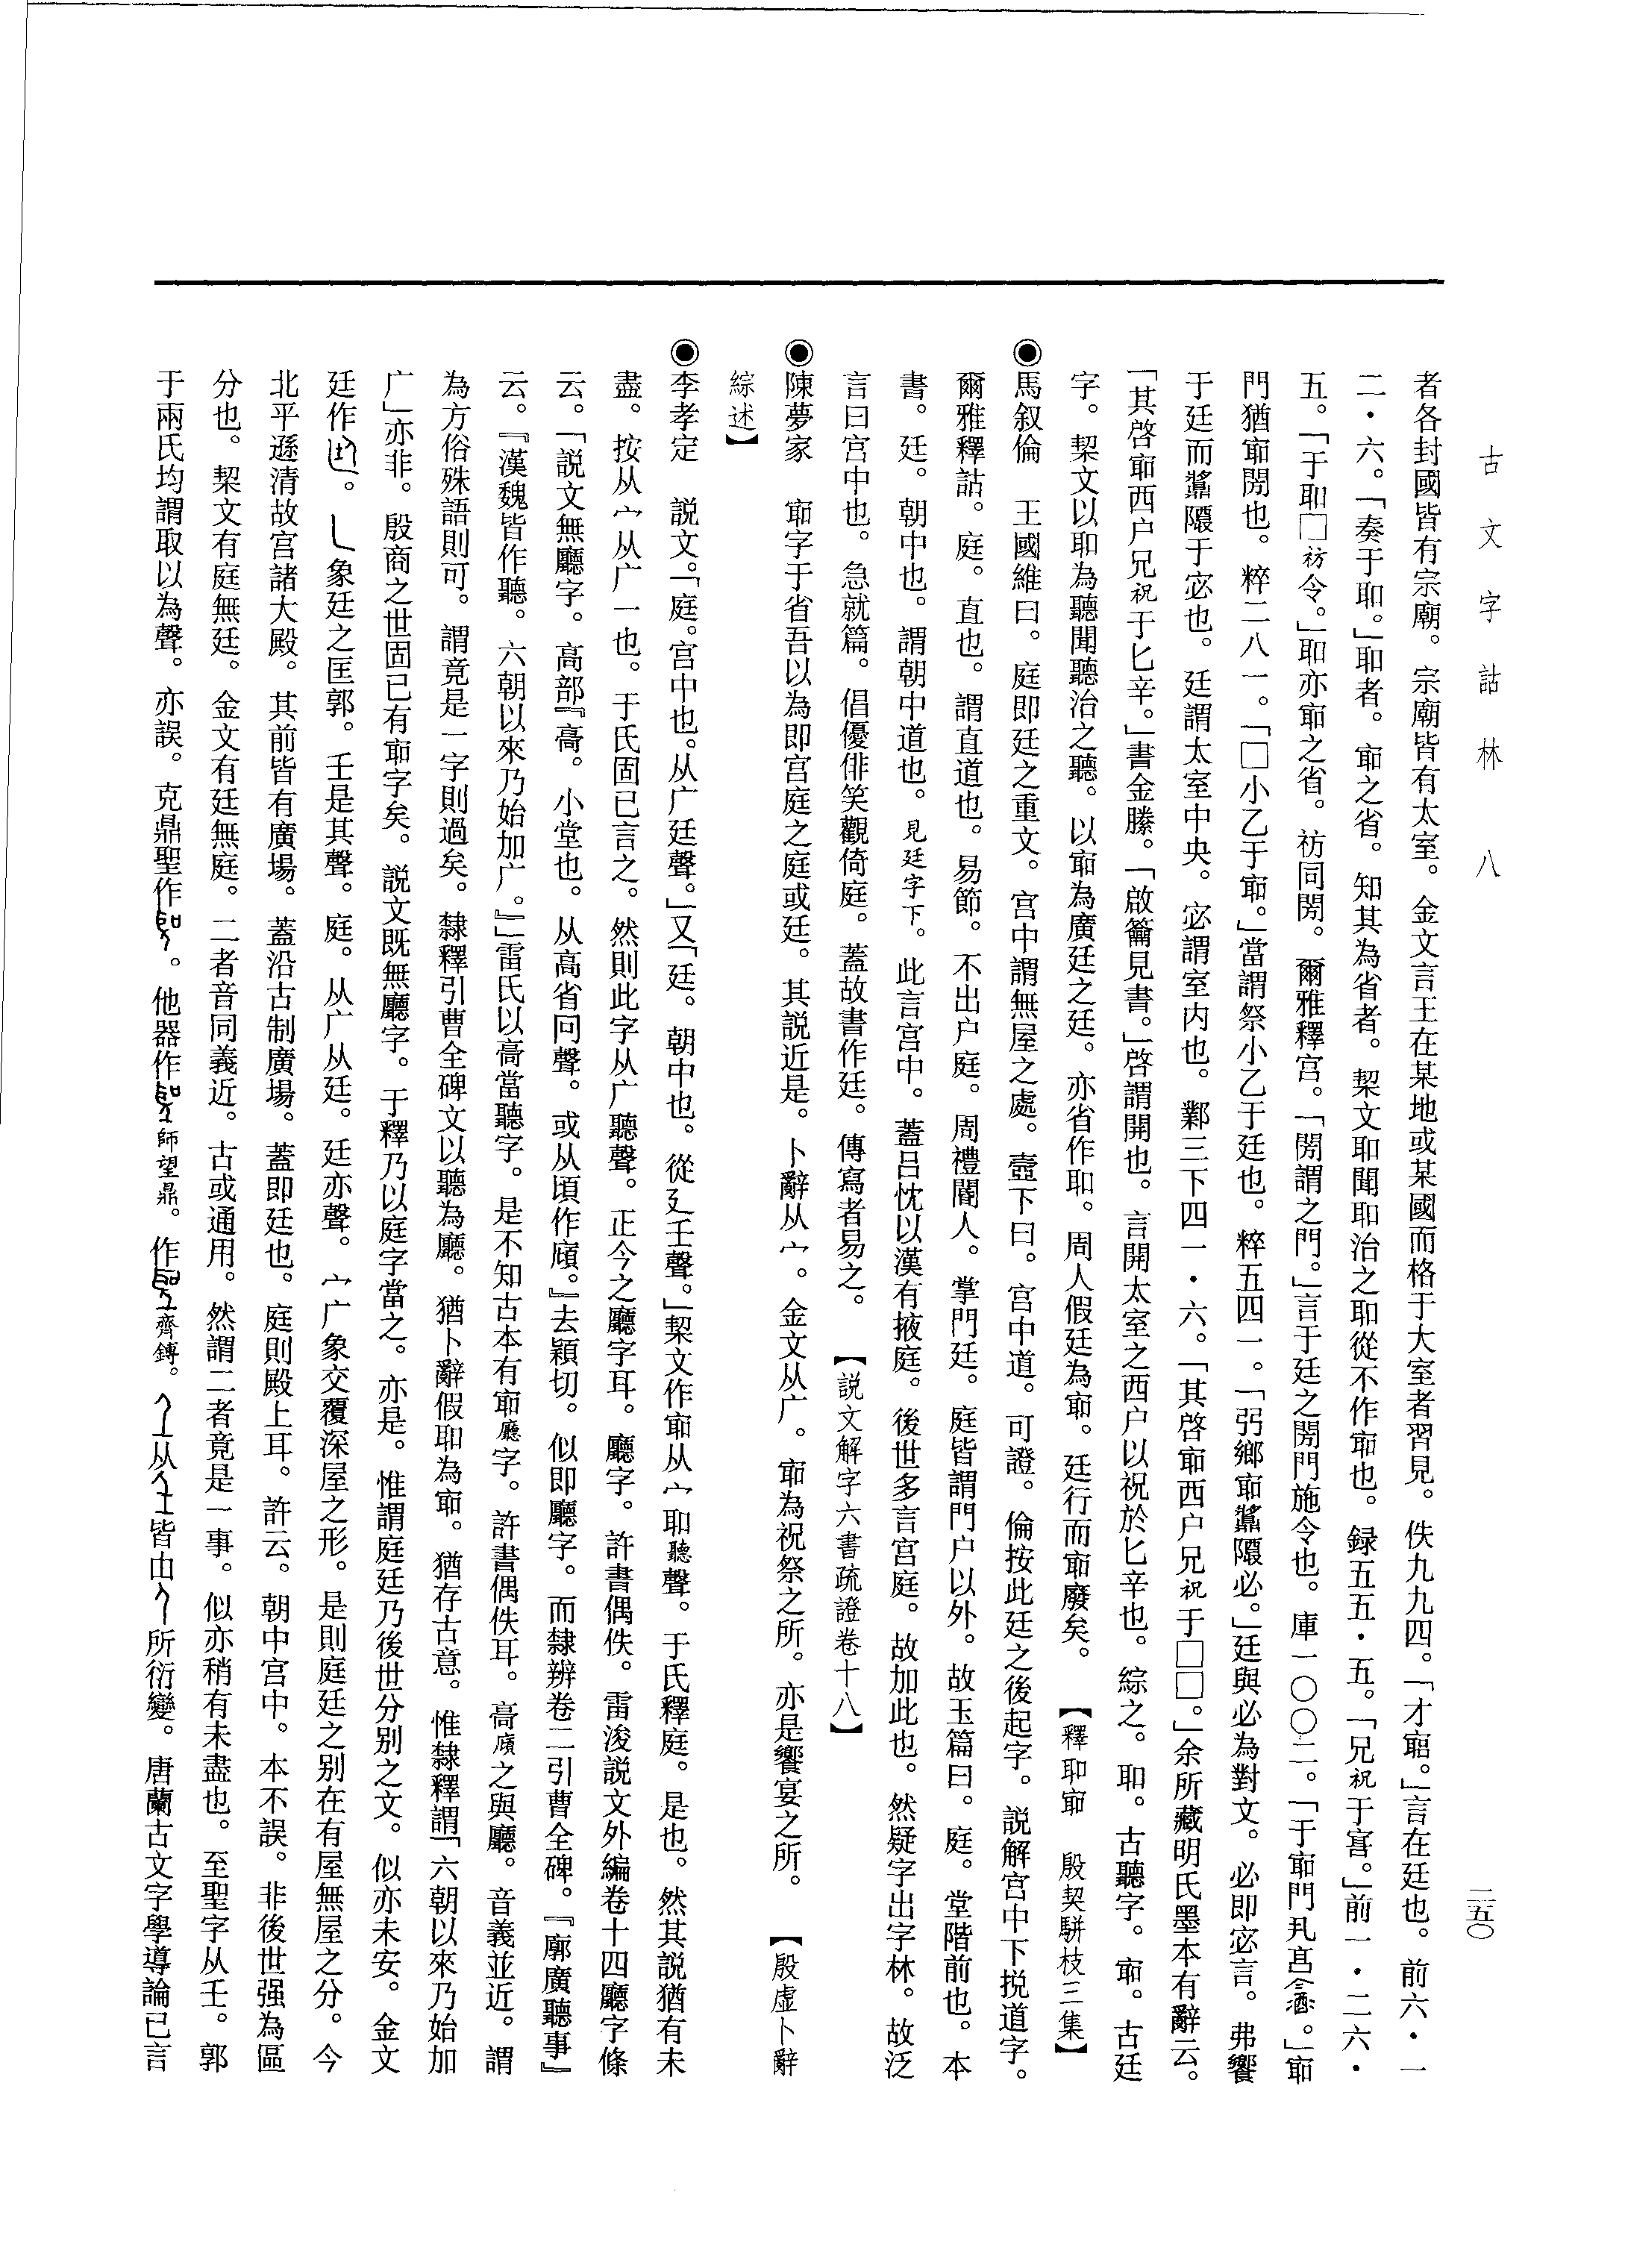 古文字詁林 八
二五〇
者各封國皆有宗廟。宗廟皆有太室。金文言王在某地或某國而格于大室者習見。佚九九四。「才𡧊。」言在廷也。前六・一
二・六。「奏于耴。」耴者。𡧊之省。知其為省者。栔文耴聞耴治之耴從不作𡧊也。録五五・五。「兄祝于𡧊。」前一・二六・
五。「于耴□祊令。」耴亦𡧊之省。祊同閍。爾雅釋宫。「閍謂之門。」言于廷之閍門施令也。庫一〇〇二。「于𡧊門。」𡧊
門猶𡧊閍也。粹二八一。「□小乙于𡧊。」當謂祭小乙于廷也。粹五四一。「弜鄉𡧊必。」廷與必為對文。必即宓言。弗饗
于廷而于宓也。廷謂太室中央。宓謂室内也。鄴三下四一・六。「其啓𡧊西户兄祝于□□。」余所藏明氏墨本有辭云。
「其啓𡧊西户兄祝于匕辛。」書金縢。「啟籥見書。」啓謂開也。言開太室之西户以祝於匕辛也。綜之。耴。古聽字。𡧊。古廷
字。栔文以耴為聽聞聽治之聽。以𡧊為廣廷之廷。亦省作耴。周人假廷為𡧊。廷行而𡧊廢矣。【釋耴𡧊 殷契駢枝三集】
◉馬叙倫 王國維曰。庭即廷之重文。宫中謂無屋之處。壼下曰。宫中道。可證。倫按此廷之後起字。説解宫中下挩道字。
爾雅釋詁。庭。直也。謂直道也。易節。不出户庭。周禮閽人。掌門廷。庭皆謂門户以外。故玉篇曰。庭。堂階前也。本
書。廷。朝中也。謂朝中道也。見廷字下。此言宫中。蓋吕忱以漢有掖庭。後世多言宫庭。故加此也。然疑字出字林。故泛
言曰宫中也。急就篇。倡優俳笑觀倚庭。蓋故書作廷。傳寫者易之。【説文解字六書疏證卷十八】
◉陳夢家 𡧊字于省吾以為即宫庭之庭或廷。其説近是。卜辭从宀。金文从广。𡧊為祝祭之所。亦是饗宴之所。【殷虚卜辭
綜述】
◉李孝定 説文。「庭。宫中也。从广廷聲。」又「廷。朝中也。從廴𡈼聲。」栔文作𡧊从宀耴聽聲。于氏釋庭。是也。然其説猶有未
盡。按从宀从广一也。于氏固已言之。然則此字从广聽聲。正今之廳字耳。廳字。許書偶佚。雷浚説文外編卷十四廳字條
云。「説文無廳字。高部『高。小堂也。从高省冋聲。或从頃作廎。』去穎切。似即廳字。而隸辨卷二引曹全碑。『廓廣聽事』
云。『漢魏皆作聽。六朝以來乃始加广。』」雷氏以高當聽字。是不知古本有𡧊廳字。許書偶佚耳。高廎之與廳。音義並近。謂
為方俗殊語則可。謂竟是一字則過矣。隸釋引曹全碑文以聽為廳。猶卜辭假耴為𡧊。猶存古意。惟隸釋謂「六朝以來乃始加
广」亦非。殷商之世固已有𡧊字矣。説文既無廳字。于釋乃以庭字當之。亦是。惟謂庭廷乃後世分别之文。似亦未安。金文
廷作。乚象廷之匡郭。𡈼是其聲。庭。从广从廷。廷亦聲。宀广象交覆深屋之形。是則庭廷之别在有屋無屋之分。今
北平遜清故宫諸大殿。其前皆有廣場。蓋沿古制廣場。蓋即廷也。庭則殿上耳。許云。朝中宫中。本不誤。非後世强為區
分也。栔文有庭無廷。金文有廷無庭。二者音同義近。古或通用。然謂二者竟是一事。似亦稍有未盡也。至聖字从𡈼。郭
于兩氏均謂取以為聲。亦誤。克鼎聖作。他器作師望鼎。作齊鎛。从皆由所衍變。唐蘭古文字學導論已言